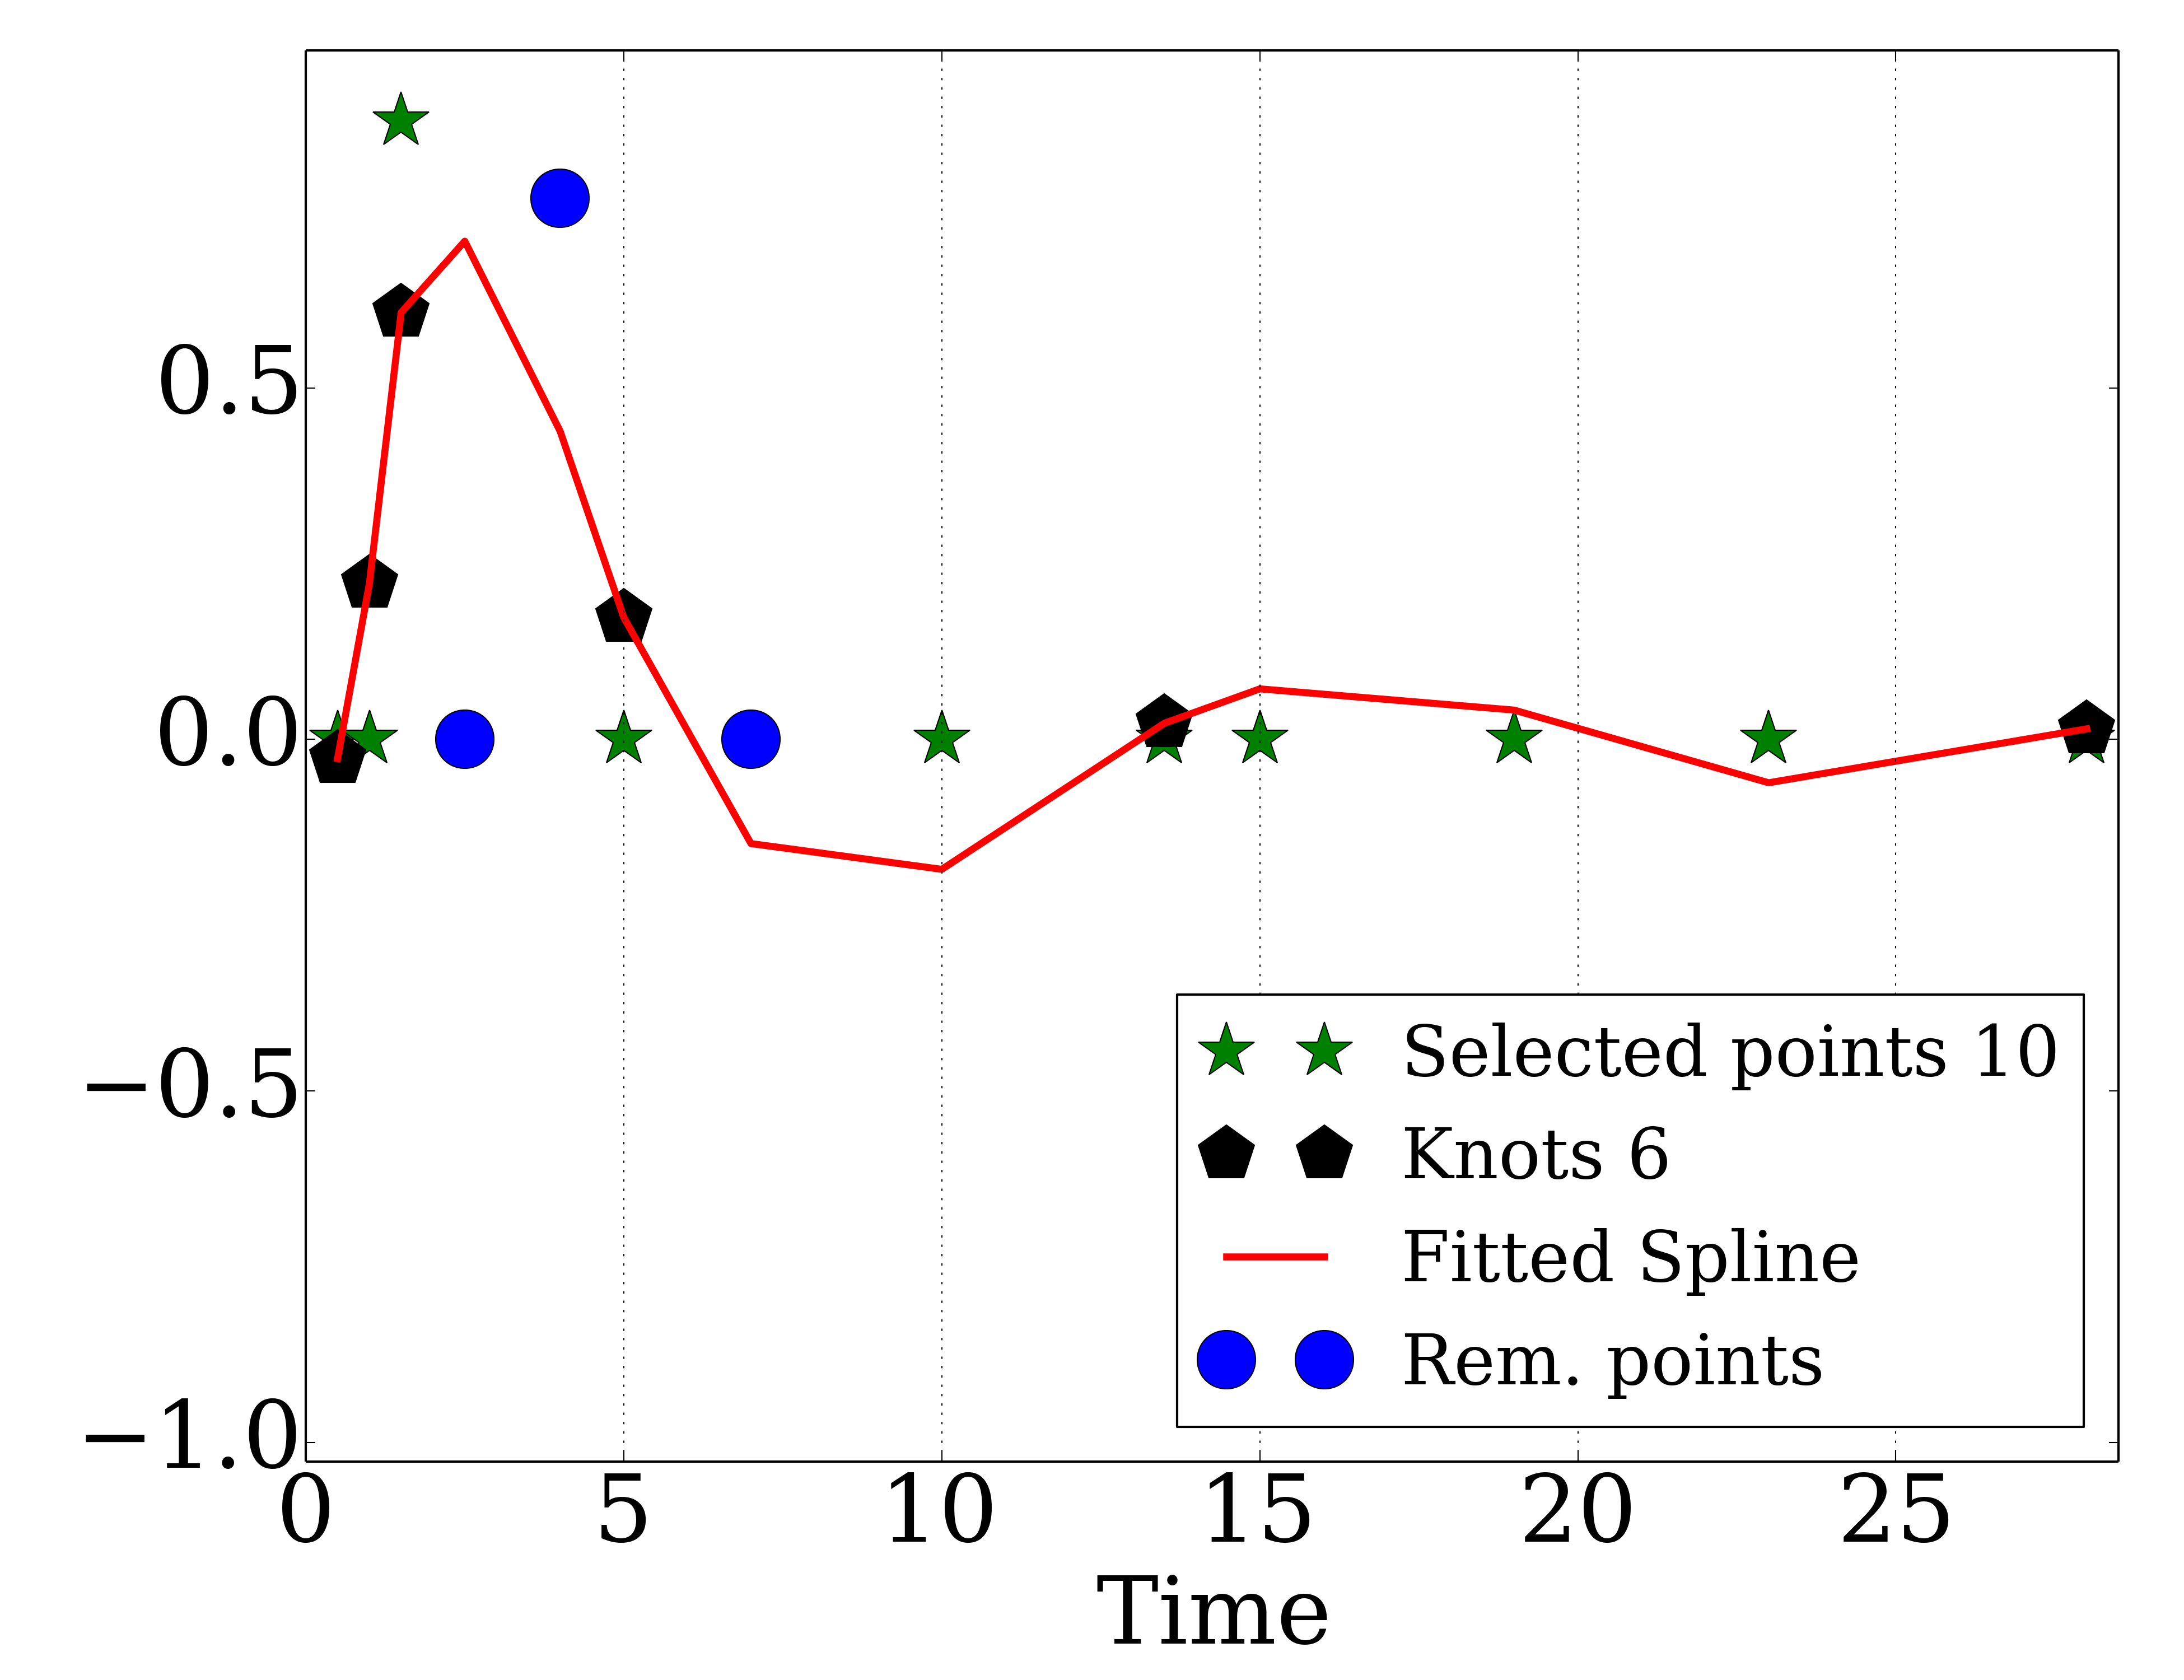 0.5
0.0
−0.5
−1.0
0 5 10 15 20 25
Time
Selected points 10
Knots 6
Fitted Spline
Rem. points